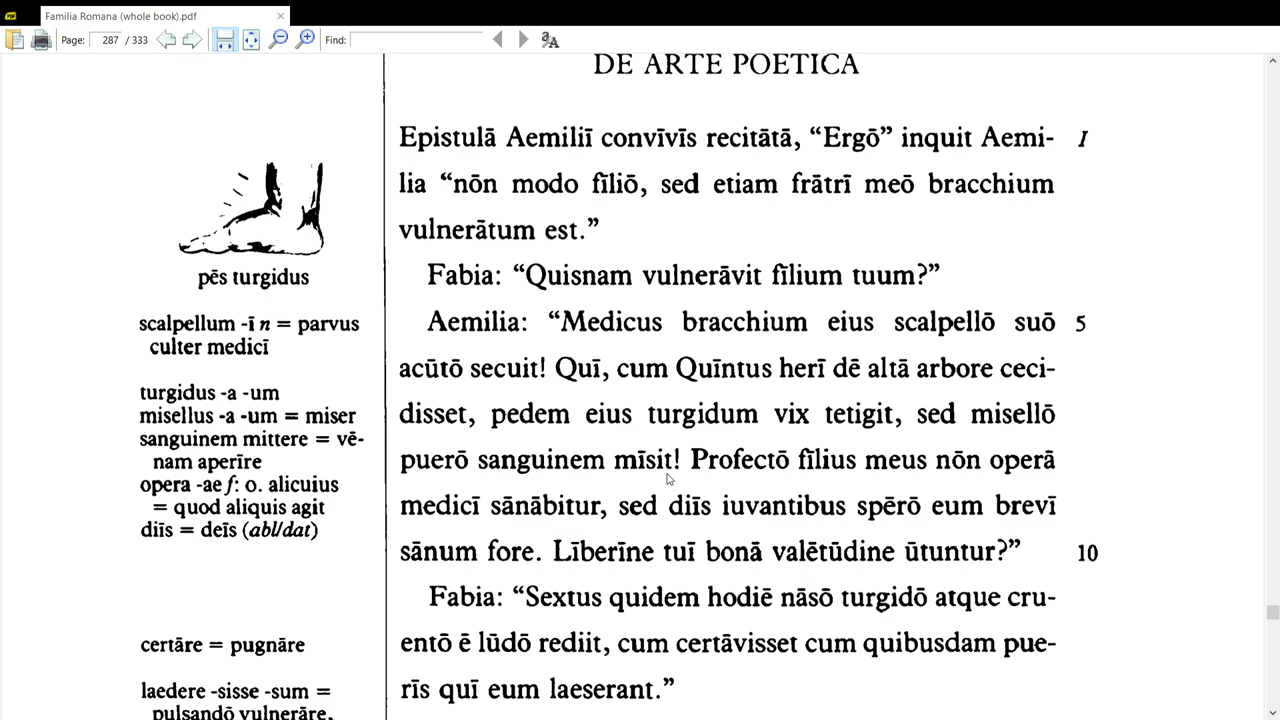 Familia Romana (whole book).pdf
Page: 287 / 333 Find:
DE ARTE POETICA
Epistulā Aemiliī convīvīs recitātā, “Ergō” inquit Aemi- I
lia “nōn modo fīliō, sed etiam frātrī meō bracchium
vulnerātum est.”
Fabia: “Quisnam vulnerāvit fīlium tuum?”
Aemilia: “Medicus bracchium eius scalpellō suō 5
acūtō secuit! Quī, cum Quīntus herī dē altā arbore ceci-
disset, pedem eius turgidum vix tetigit, sed misellō
puerō sanguinem mīsit! Profectō fīlius meus nōn operā
medicī sānābitur, sed diīs iuvantibus spērō eum brevī
sānum fore. Līberīne tuī bonā valētūdine ūtuntur?” 10
Fabia: “Sextus quidem hodiē nāsō turgidō atque cru-
entō ē lūdō rediit, cum certāvisset cum quibusdam pue-
rīs quī eum laeserant.”
pēs turgidus
scalpellum -ī n = parvus
culter medicī
turgidus -a -um
misellus -a -um = miser
sanguinem mittere = vē-
nam aperīre
opera -ae f: o. alicuius
= quod aliquis agit
diīs = deīs (abl/dat)
certāre = pugnāre
laedere -sisse -sum =
pulsandō vulnerāre,